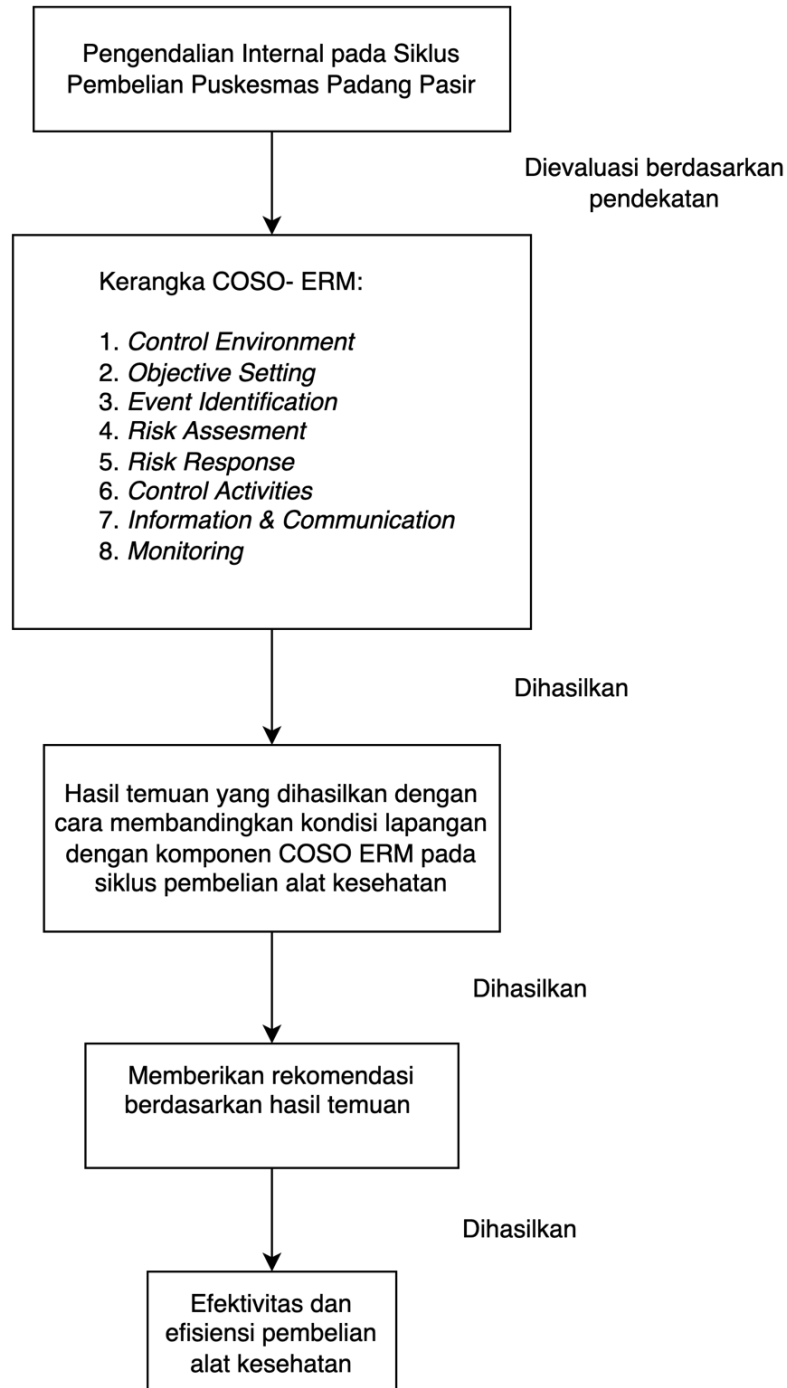 Pengendalian Internal pada Siklus
Pembelian Puskesmas Padang Pasir
Dievaluasi berdasarkan
pendekatan
Kerangka COSO- ERM:
1. Control Environment
2. Objective Setting
3. Event Identification
4. Risk Assesment
5. Risk Response
6. Control Activities
7. Information & Communication
8. Monitoring
Dihasilkan
Hasil temuan yang dihasilkan dengan
cara membandingkan kondisi lapangan
dengan komponen COSO ERM pada
siklus pembelian alat kesehatan
Dihasilkan
Memberikan rekomendasi
berdasarkan hasil temuan
Dihasilkan
Efektivitas dan
efisiensi pembelian
alat kesehatan